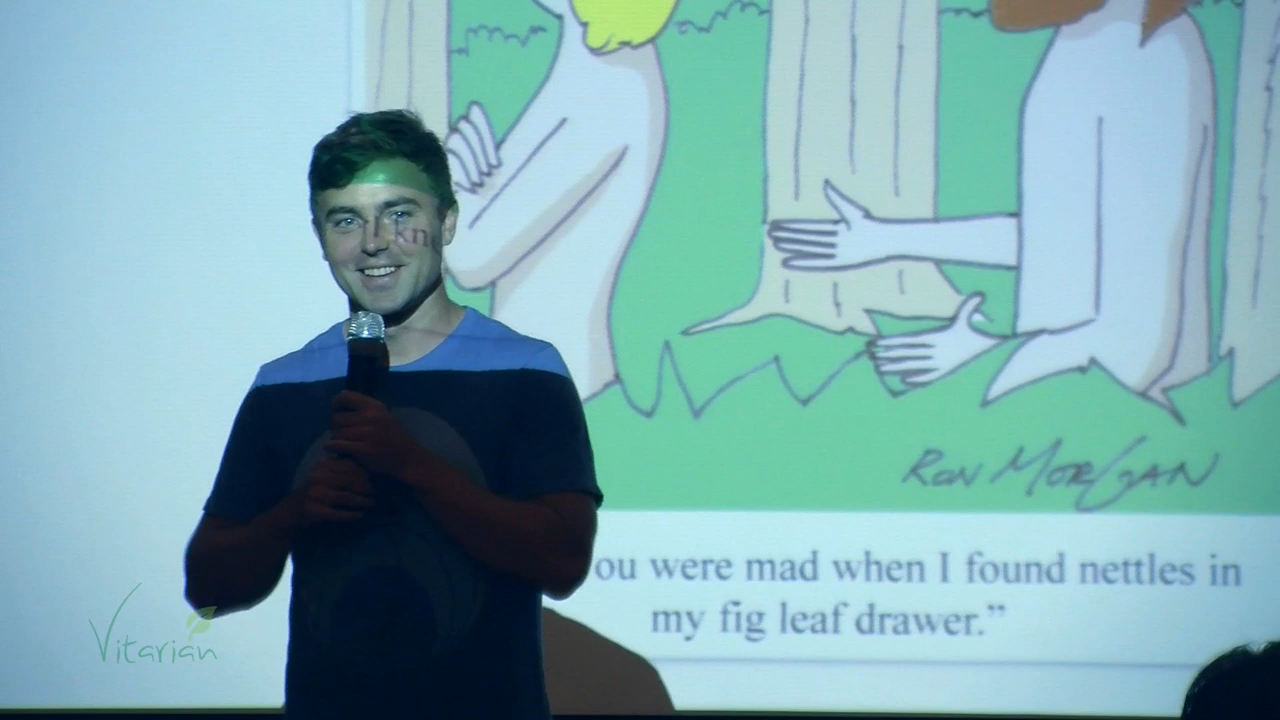 Ron Morgan
ou were mad when I found nettles in
my fig leaf drawer.”
Vitarian